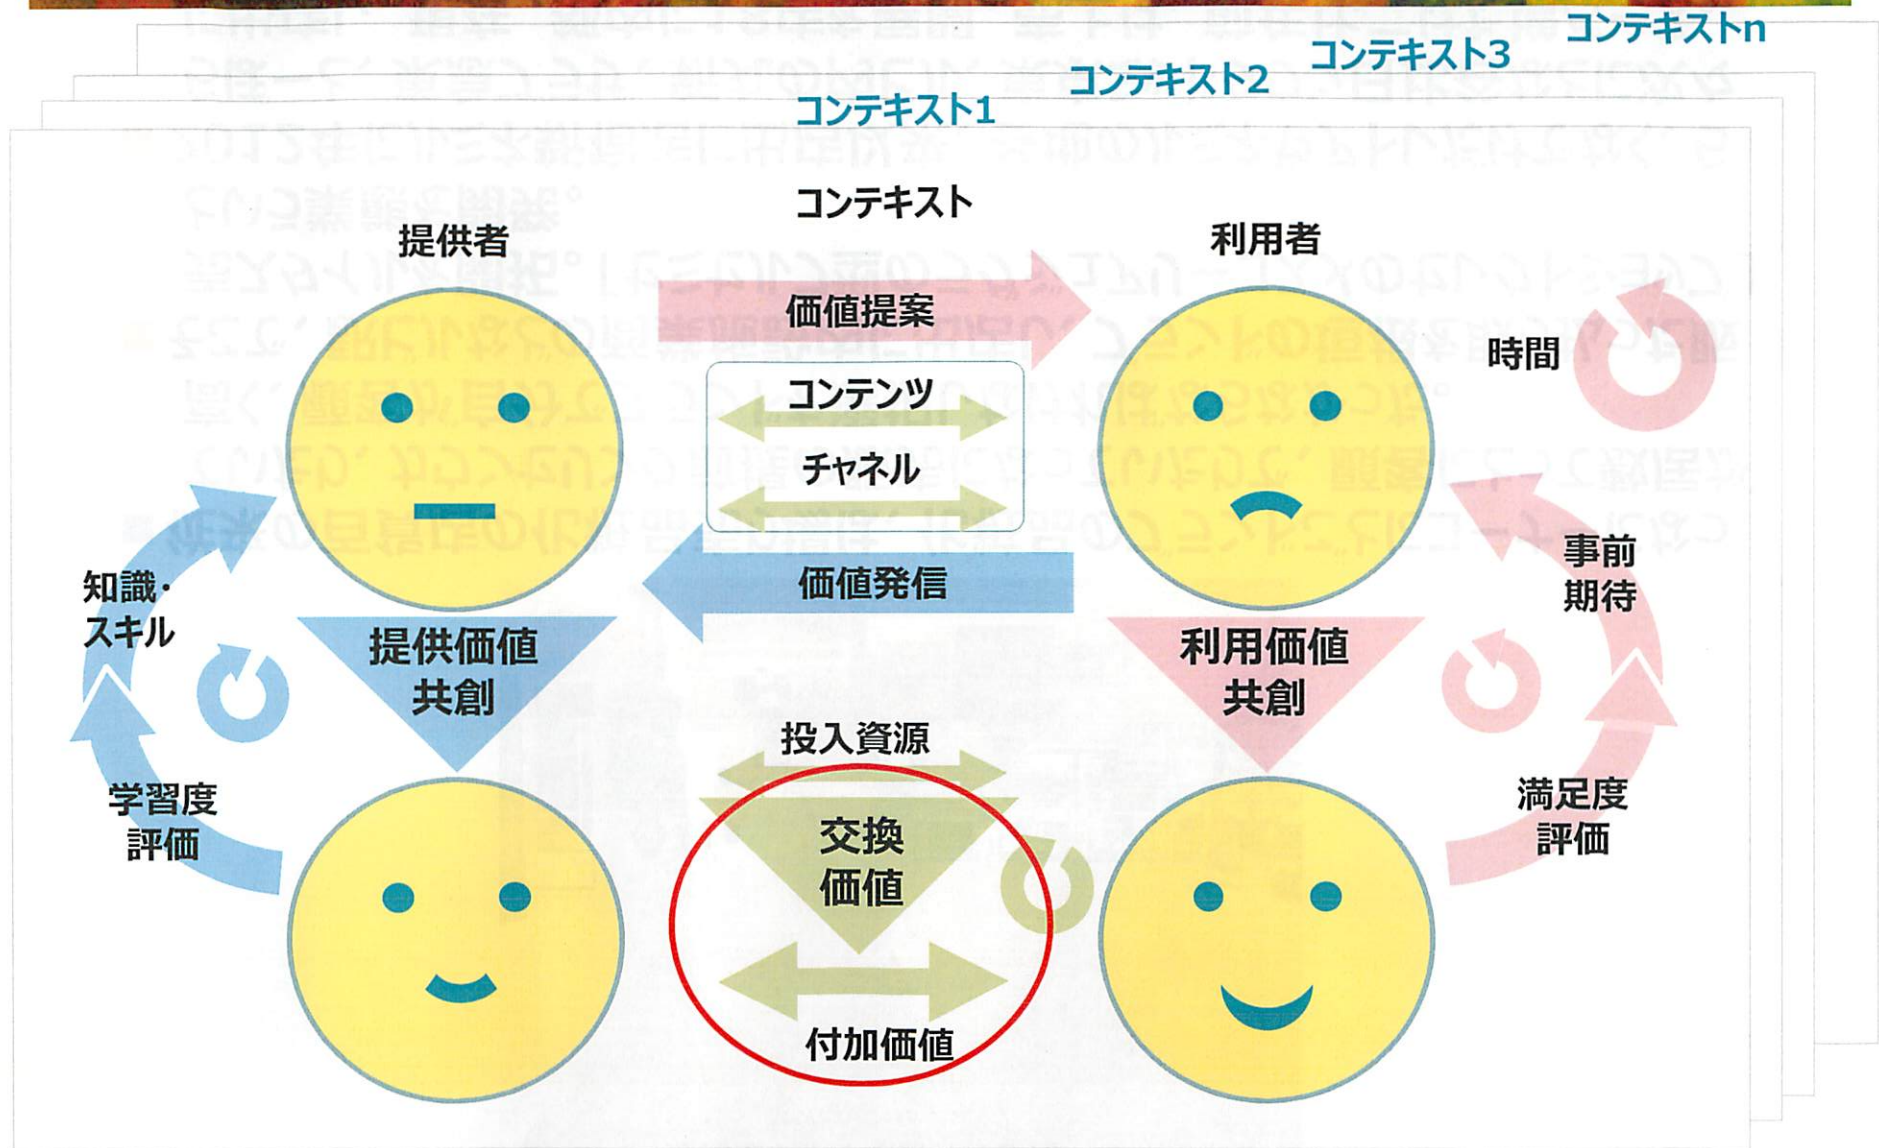 コンテキストn
コンテキスト3
コンテキスト2
コンテキスト1
コンテキスト
提供者
利用者
価値提案
時間
コンテンツ
チャネル
価値発信
知識・
スキル
事前
期待
提供価値
共創
利用価値
共創
投入資源
学習度
評価
満足度
評価
交換
価値
付加価値